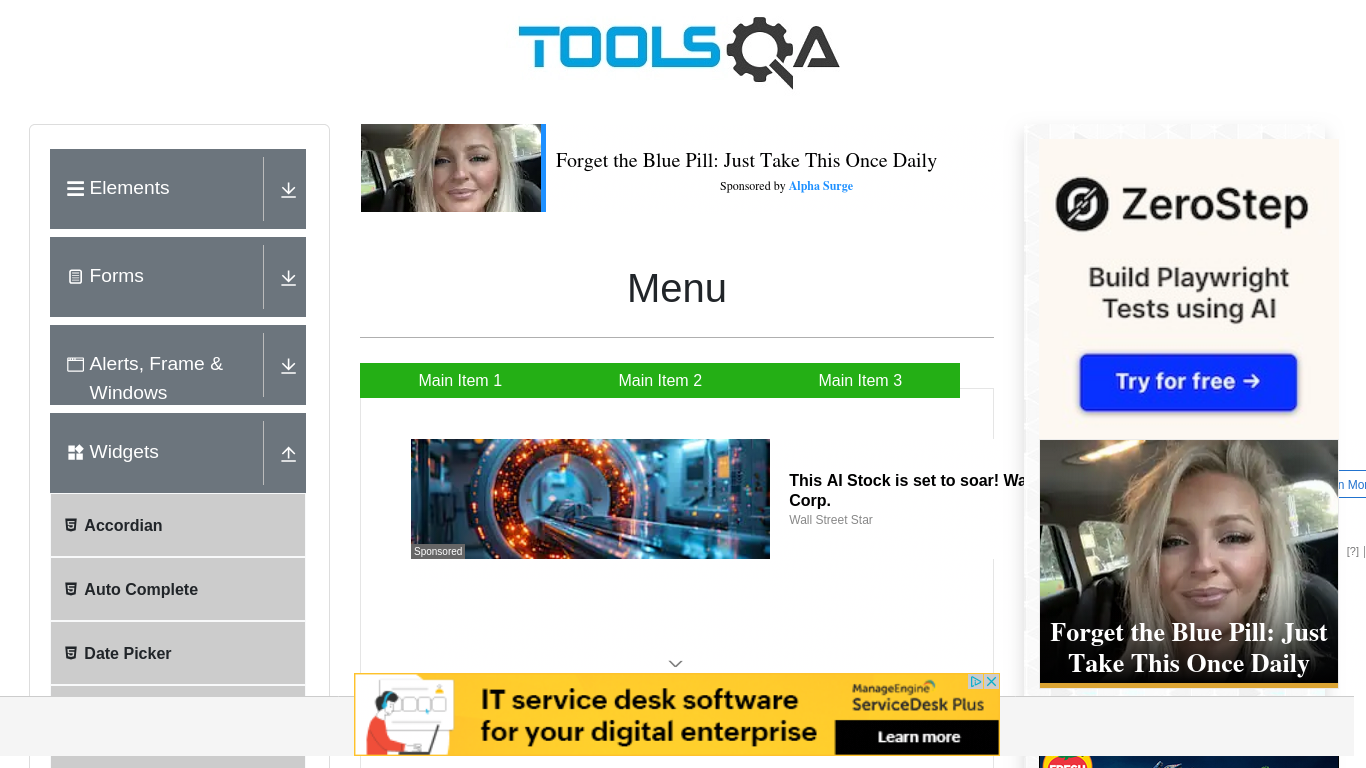 TOOLSQA
Elements
Forms
Alerts, Frame &
Windows
Widgets
Accordian
Auto Complete
Date Picker
Forget the Blue Pill: Just Take This Once Daily
Sponsored by Alpha Surge
Menu
Main Item 1
Main Item 2
Main Item 3
Sponsored
This AI Stock is set to soar! Wa
Corp.
Wall Street Star
IT service desk software
for your digital enterprise
ManageEngine
ServiceDesk Plus
Learn more
ZeroStep
Build Playwright
Tests using AI
Try for free →
Forget the Blue Pill: Just
Take This Once Daily
n Mor
[?]
FRESH